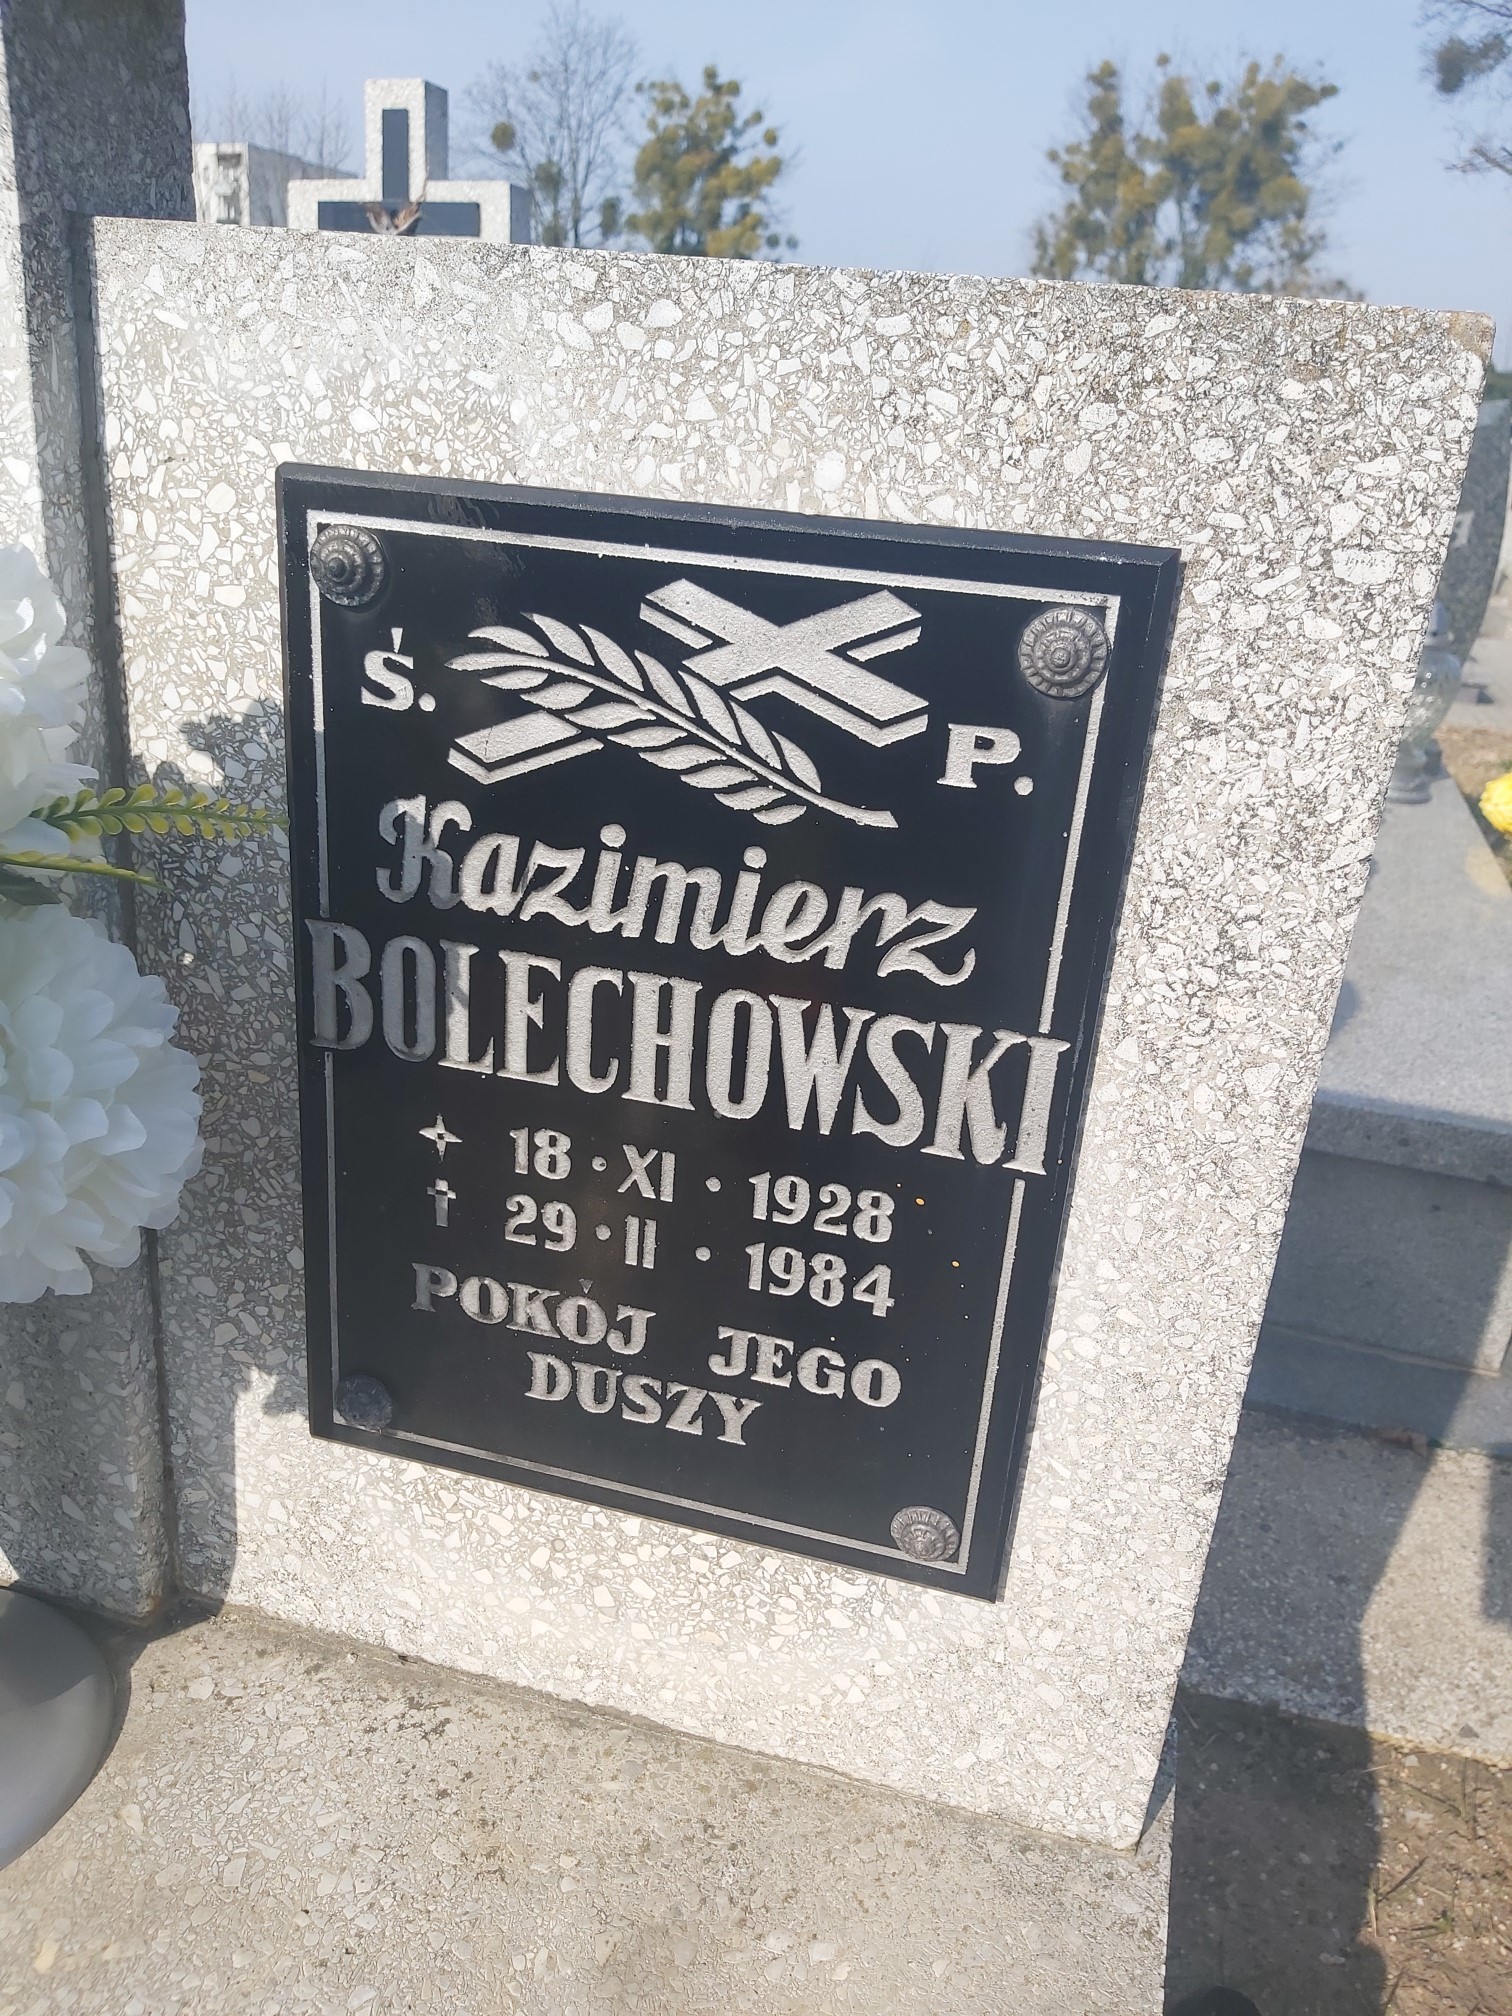 Ś. P.
Kazimierz
BOLECHOWSKI
18 · XI · 1928
† 29 · II · 1984
POKÓJ JEGO
DUSZY